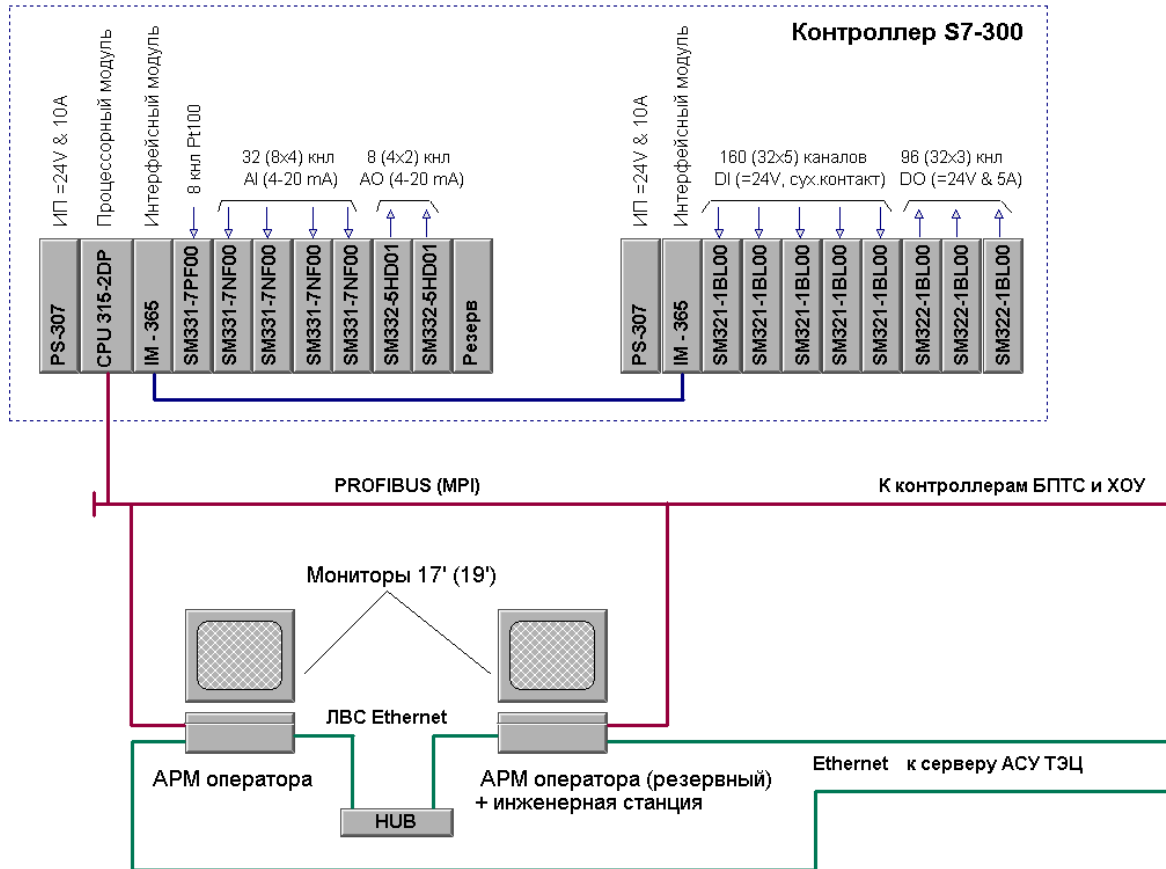 Контроллер S7-300
ИП =24V & 10A
Процессорный модуль
Интерфейсный модуль
8 кнл Pt100
32 (8x4) кнл
AI (4-20 mA)
8 (4x2) кнл
AO (4-20 mA)
ИП =24V & 10A
Интерфейсный модуль
160 (32x5) каналов
DI (=24V, сух.контакт)
96 (32x3) кнл
DO (=24V & 5A)
PS-307
CPU 315-2DP
IM - 365
SM331-7PF00
SM331-7NF00
SM331-7NF00
SM331-7NF00
SM331-7NF00
SM332-5HD01
SM332-5HD01
Резерв
PS-307
IM - 365
SM321-1BL00
SM321-1BL00
SM321-1BL00
SM321-1BL00
SM321-1BL00
SM322-1BL00
SM322-1BL00
SM322-1BL00
PROFIBUS (MPI)
К контроллерам БПТС и ХОУ
Мониторы 17' (19')
ЛВС Ethernet
АРМ оператора
АРМ оператора (резервный)
+ инженерная станция
HUB
Ethernet к серверу АСУ ТЭЦ